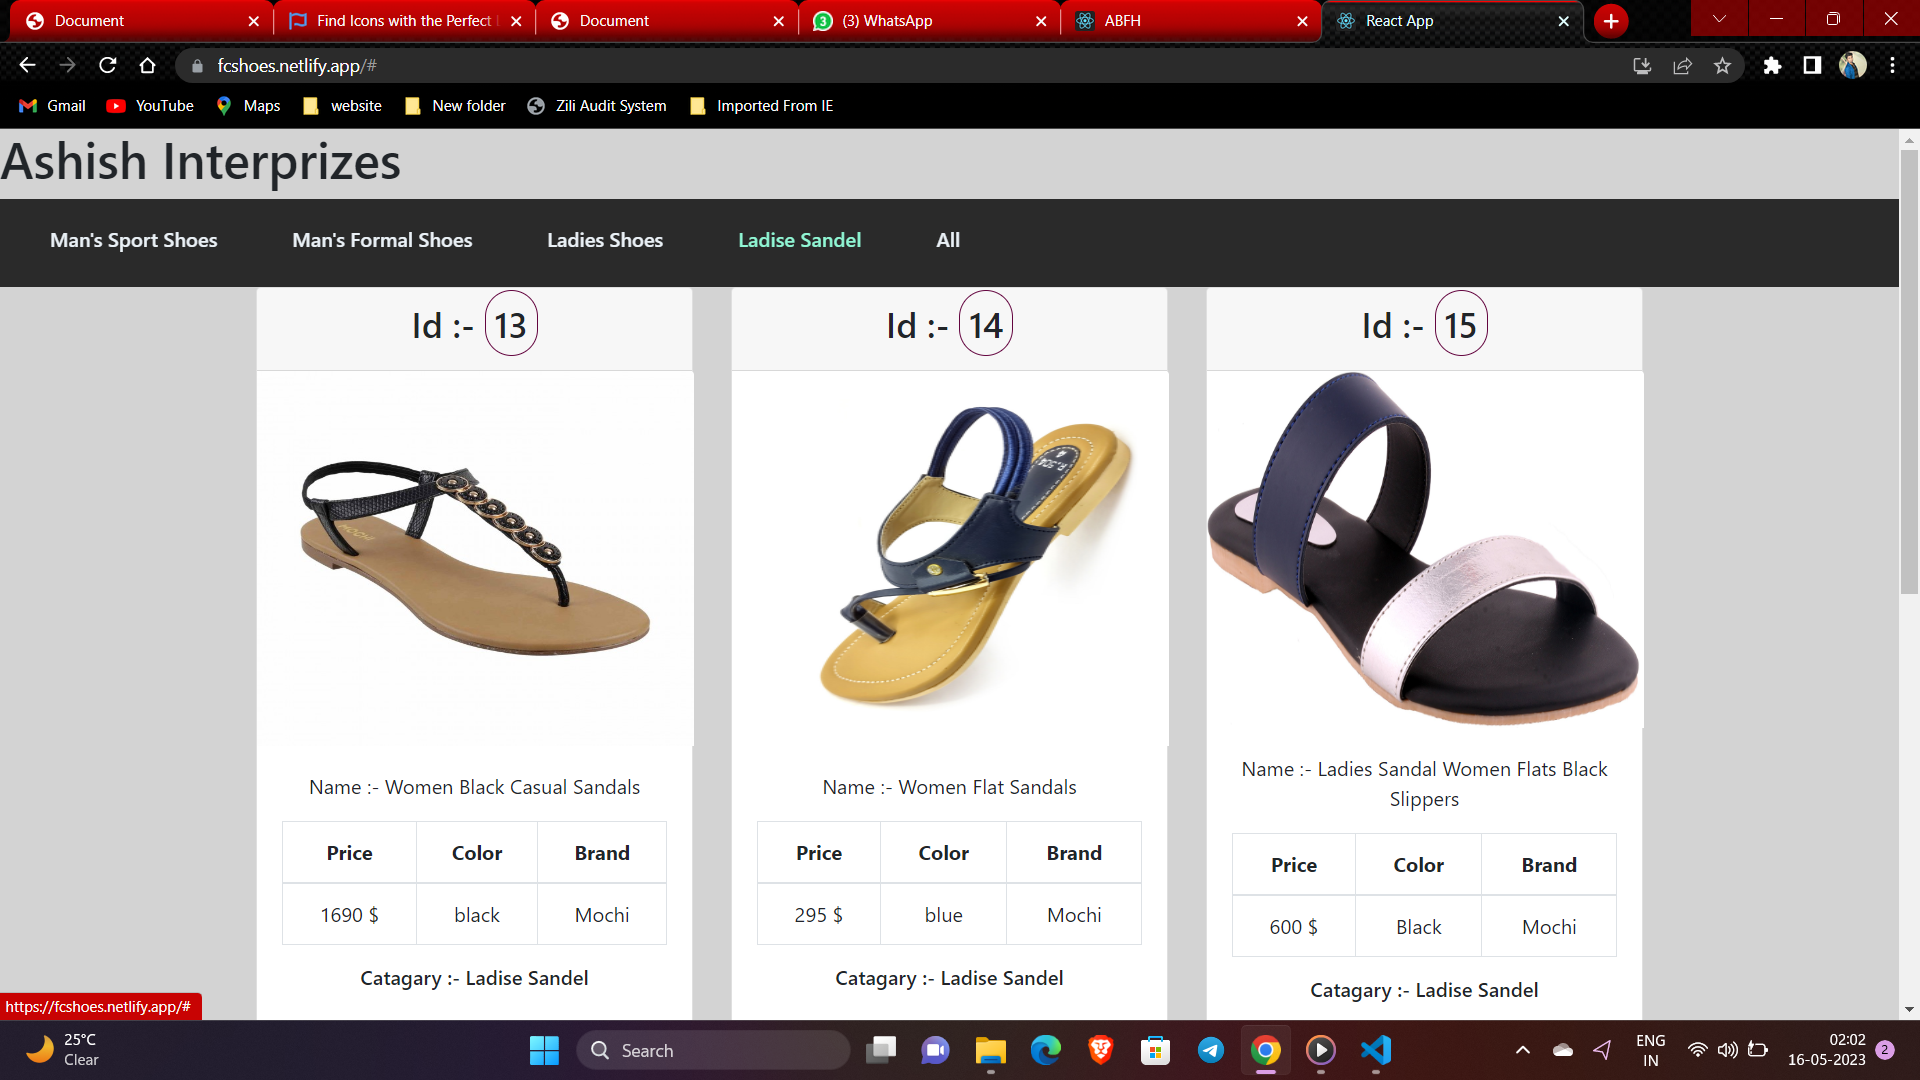 Document
Find Icons with the Perfect
Document
(3) WhatsApp
ABFH
React App
fcshoes.netlify.app/#
Gmail
YouTube
Maps
website
New folder
Zili Audit System
Imported From IE
Ashish Interprizes
Man's Sport Shoes
Man's Formal Shoes
Ladies Shoes
Ladise Sandel
All
Id :- 13
Id :- 14
Id :- 15
Name :- Women Black Casual Sandals
Price Color Brand
1690 $ black Mochi
Catagary :- Ladise Sandel
Name :- Women Flat Sandals
Price Color Brand
295 $ blue Mochi
Catagary :- Ladise Sandel
Name :- Ladies Sandal Women Flats Black
Slippers
Price Color Brand
600 $ Black Mochi
Catagary :- Ladise Sandel
https://fcshoes.netlify.app/#
25°C
Clear
Search
ENG
IN
02:02
16-05-2023
2